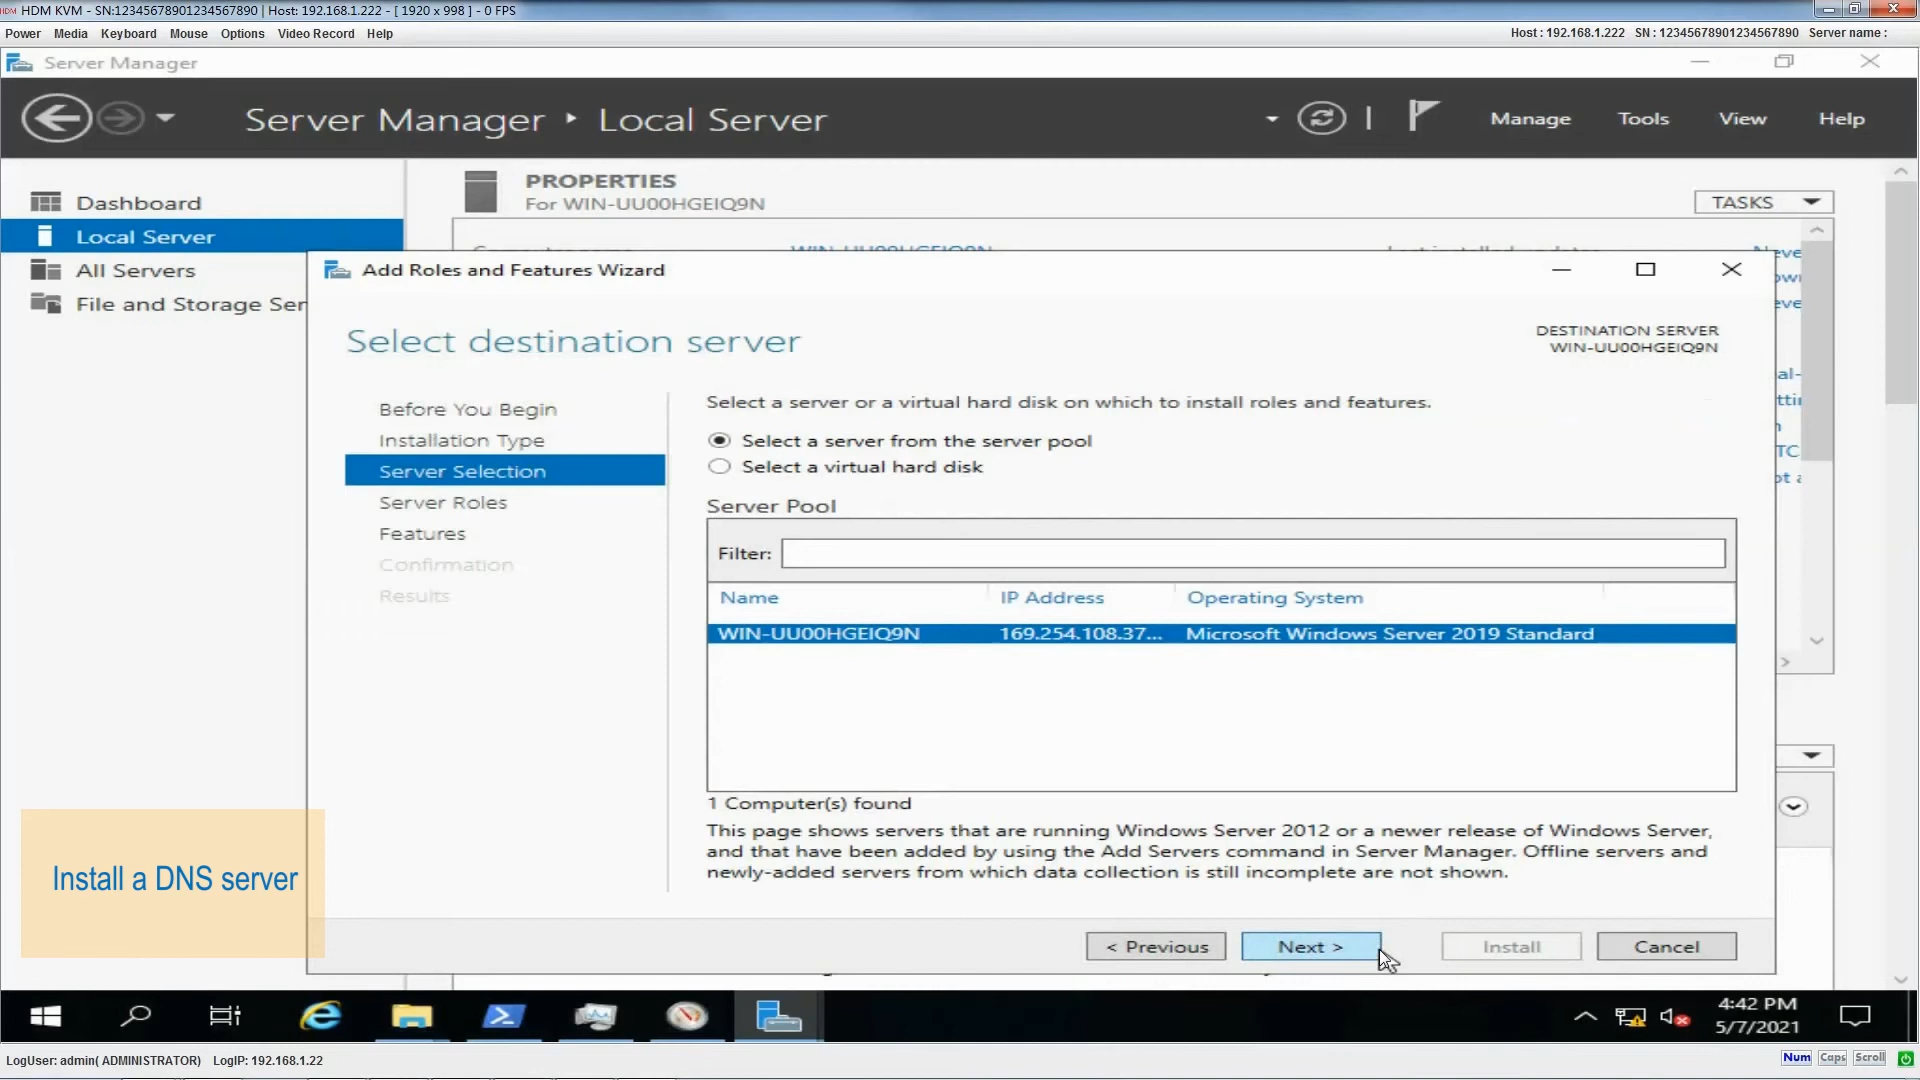 HDM KVM - SN:12345678901234567890 | Host: 192.168.1.222 - [ 1920 x 998 ] - 0 FPS
Power Media Keyboard Mouse Options Video Record Help
Host : 192.168.1.222 SN : 12345678901234567890 Server name :
Server Manager
Server Manager ‣ Local Server
Manage Tools View Help
Dashboard
Local Server
All Servers
File and Storage Ser
PROPERTIES
For WIN-UU00HGEIQ9N
TASKS
Add Roles and Features Wizard
Select destination server
DESTINATION SERVER
WIN-UU00HGEIQ9N
Before You Begin
Installation Type
Server Selection
Server Roles
Features
Confirmation
Results
Select a server or a virtual hard disk on which to install roles and features.
Select a server from the server pool
Select a virtual hard disk
Server Pool
Filter:
Name IP Address Operating System
WIN-UU00HGEIQ9N 169.254.108.37... Microsoft Windows Server 2019 Standard
1 Computer(s) found
This page shows servers that are running Windows Server 2012 or a newer release of Windows Server,
and that have been added by using the Add Servers command in Server Manager. Offline servers and
newly-added servers from which data collection is still incomplete are not shown.
< Previous Next > Install Cancel
Install a DNS server
4:42 PM
5/7/2021
LogUser: admin( ADMINISTRATOR) LogIP: 192.168.1.22
Num Caps Scroll